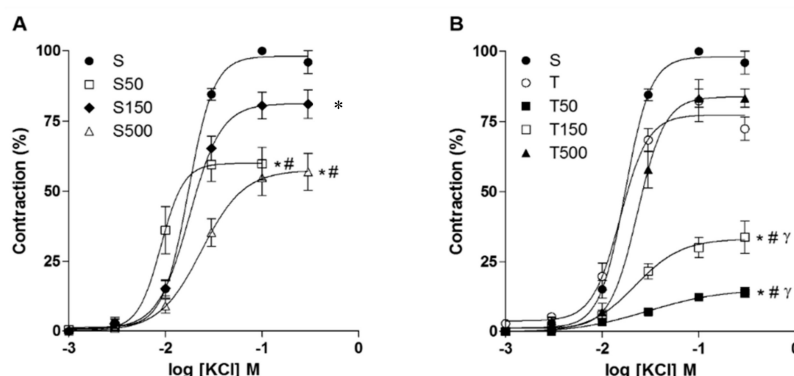 A
S
S50
S150
S500
100
75
50
25
0
Contraction (%)
*
*#
*#
-3
-2
-1
0
log [KCl] M
B
S
T
T50
T150
T500
100
75
50
25
0
Contraction (%)
*#γ
*#γ
-3
-2
-1
0
log [KCl] M